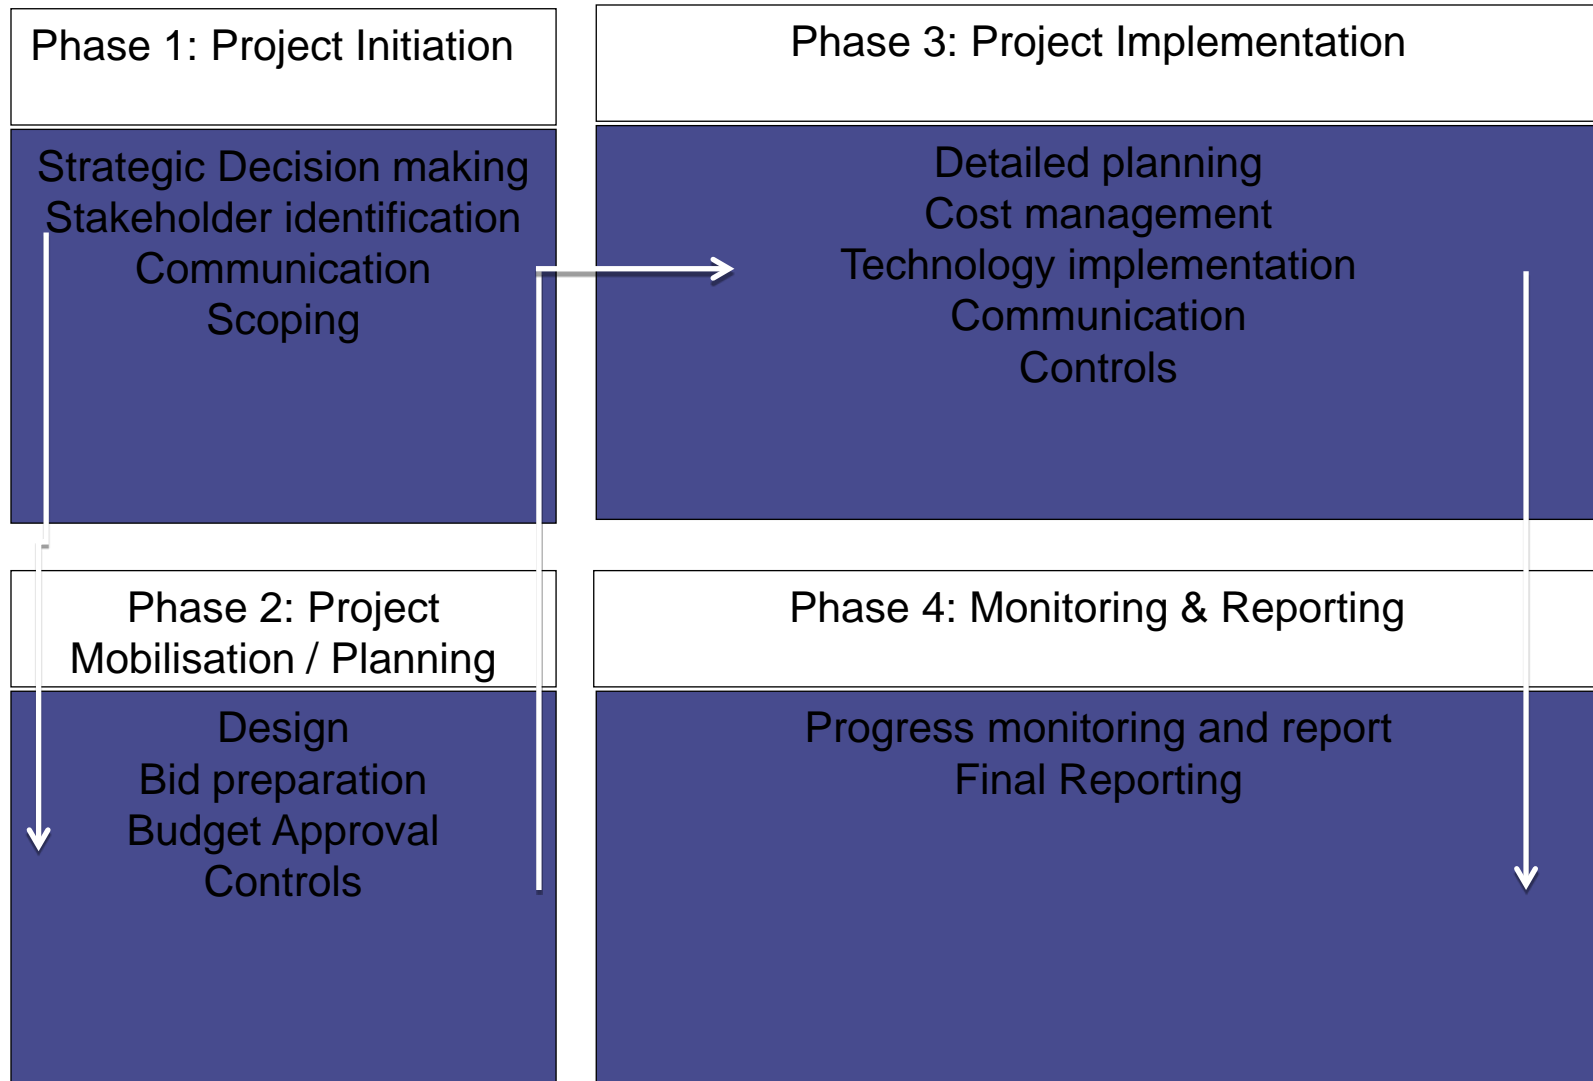 Phase 1: Project Initiation
Strategic Decision making
Stakeholder identification
Communication
Scoping
Phase 2: Project
Mobilisation / Planning
Design
Bid preparation
Budget Approval
Controls
Phase 3: Project Implementation
Detailed planning
Cost management
Technology implementation
Communication
Controls
Phase 4: Monitoring & Reporting
Progress monitoring and report
Final Reporting